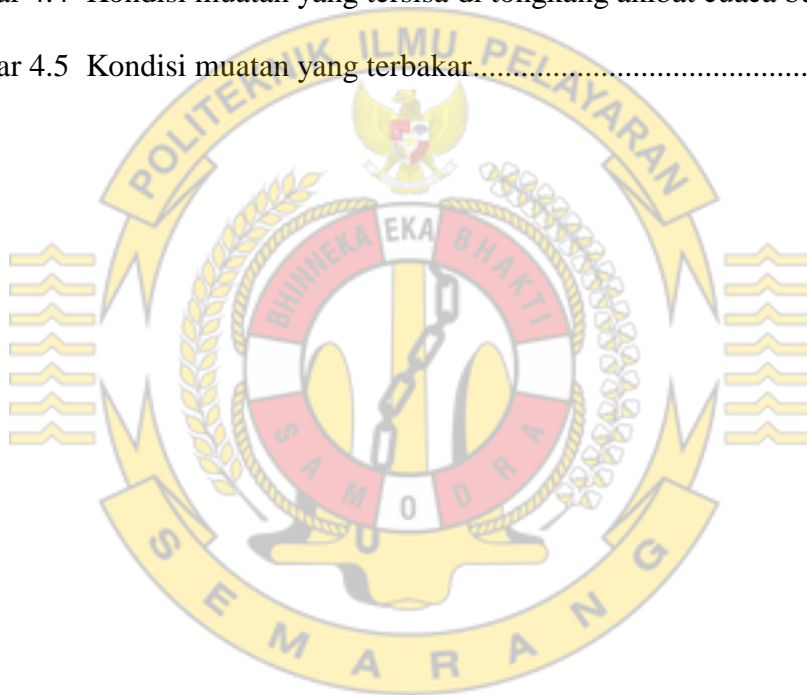 ar 4.4 Kondisi muatan yang tersisa di tongkang akibat cuaca b
ar 4.5 Kondisi muatan yang terbakar.............................................
POLITEKNIK ILMU PELAYARAN
EKA
BHINNEKA BHAKTI
SAMODRA
SEMARANG